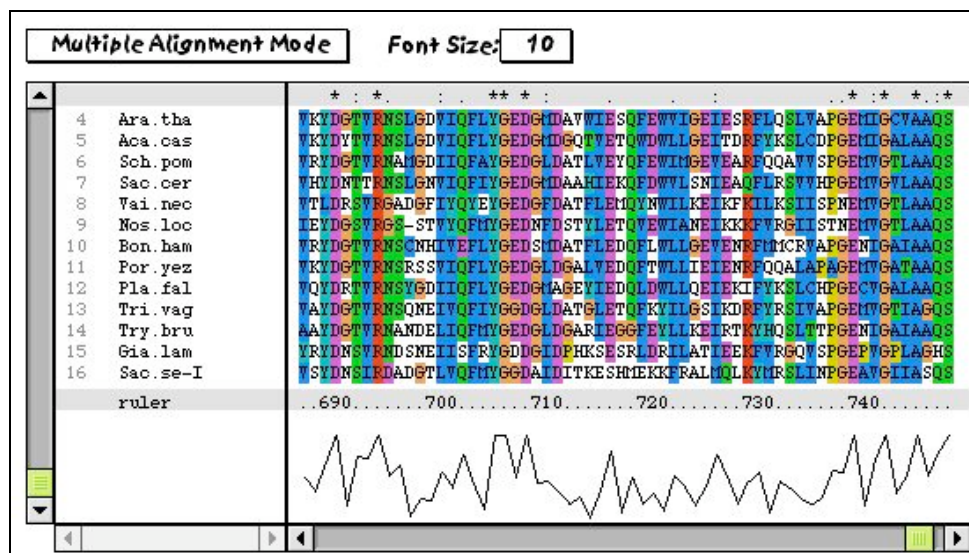 Multiple Alignment Mode Font Size: 10
* : *. : . ** * : . . : ..* :* *.:*
4 Ara.tha VKYDGTVRNSLGDVIQFLYGEDGMDAVWIESQFEWVIGEIESRFLQSLVAPGEMIGCVAAQS
5 Aca.cas VKYDYTVRNSLGDVIQFLYGEDGMDGQTVETQWDWLLGEITDRFYKSLCDPGEMIGALAAQS
6 Sch.pom VRYDGTVRNAMGDIIQFAYGEDGLDATLVEYQFEWIMGEVEARFQQAVVSPGEMVGTLAAQS
7 Sac.cer VHYDNTTRNSLGNVIQFIYGEDGMDAAHIEKQFDWVLSNIEAQFLRSVVHPGEMVGVLAAQS
8 Vai.nec VTLDRSVRGADGFIYQYEYGEDGFDATFLEMQYNWILKEIKFKILKSIISPNEMVGTLAAQS
9 Nos.loc IEYDGSVRGS-STVYQFMYGEDNFDSTYLETQVEWIANEIKKKFVRGIISTNEMVGTLAAQS
10 Bon.ham VRYDGTVRNSCNHIVEFLYGEDSMDATFLEDQFLWLLGEVENRFMMCRVAPGENIGAIAAQS
11 Por.yez VKYDGTVRNSRSSVIQFLYGEDGLDGALVEDQFTWLLIEIENRFQQALAPAGEMVGATAAQS
12 Pla.fal VQYDRTVRNSYGDIIQFLYGEDGMAGEYIEDQLDWLLQEIEKIFYKSLCHPGECVGALAAQS
13 Tri.vag VAYDGTVRNSQNEIVQFIYGGDGLDATGLETQFKYILGSIKDRFYRSIVAPGEMVGTIAGQS
14 Try.bru AAYDGTVRNANDELIQFMYGEDGLDGARIEGGFEYLLKEIRTKYHQSLTTPGENIGAIAAQS
15 Gia.lam YRYDNSVRNDSNEIISFRYGDDGIDPHKSESRLDRILATIEEKFVRGQVSPGEPVGPLAGHS
16 Sac.se-I VSYDNSIRDADGTLVQFMYGGDAIDITKESHMEKKFRALMQLKYMRSLINPGEAVGIIASQS
ruler ..690.......700.......710.......720.......730.......740........